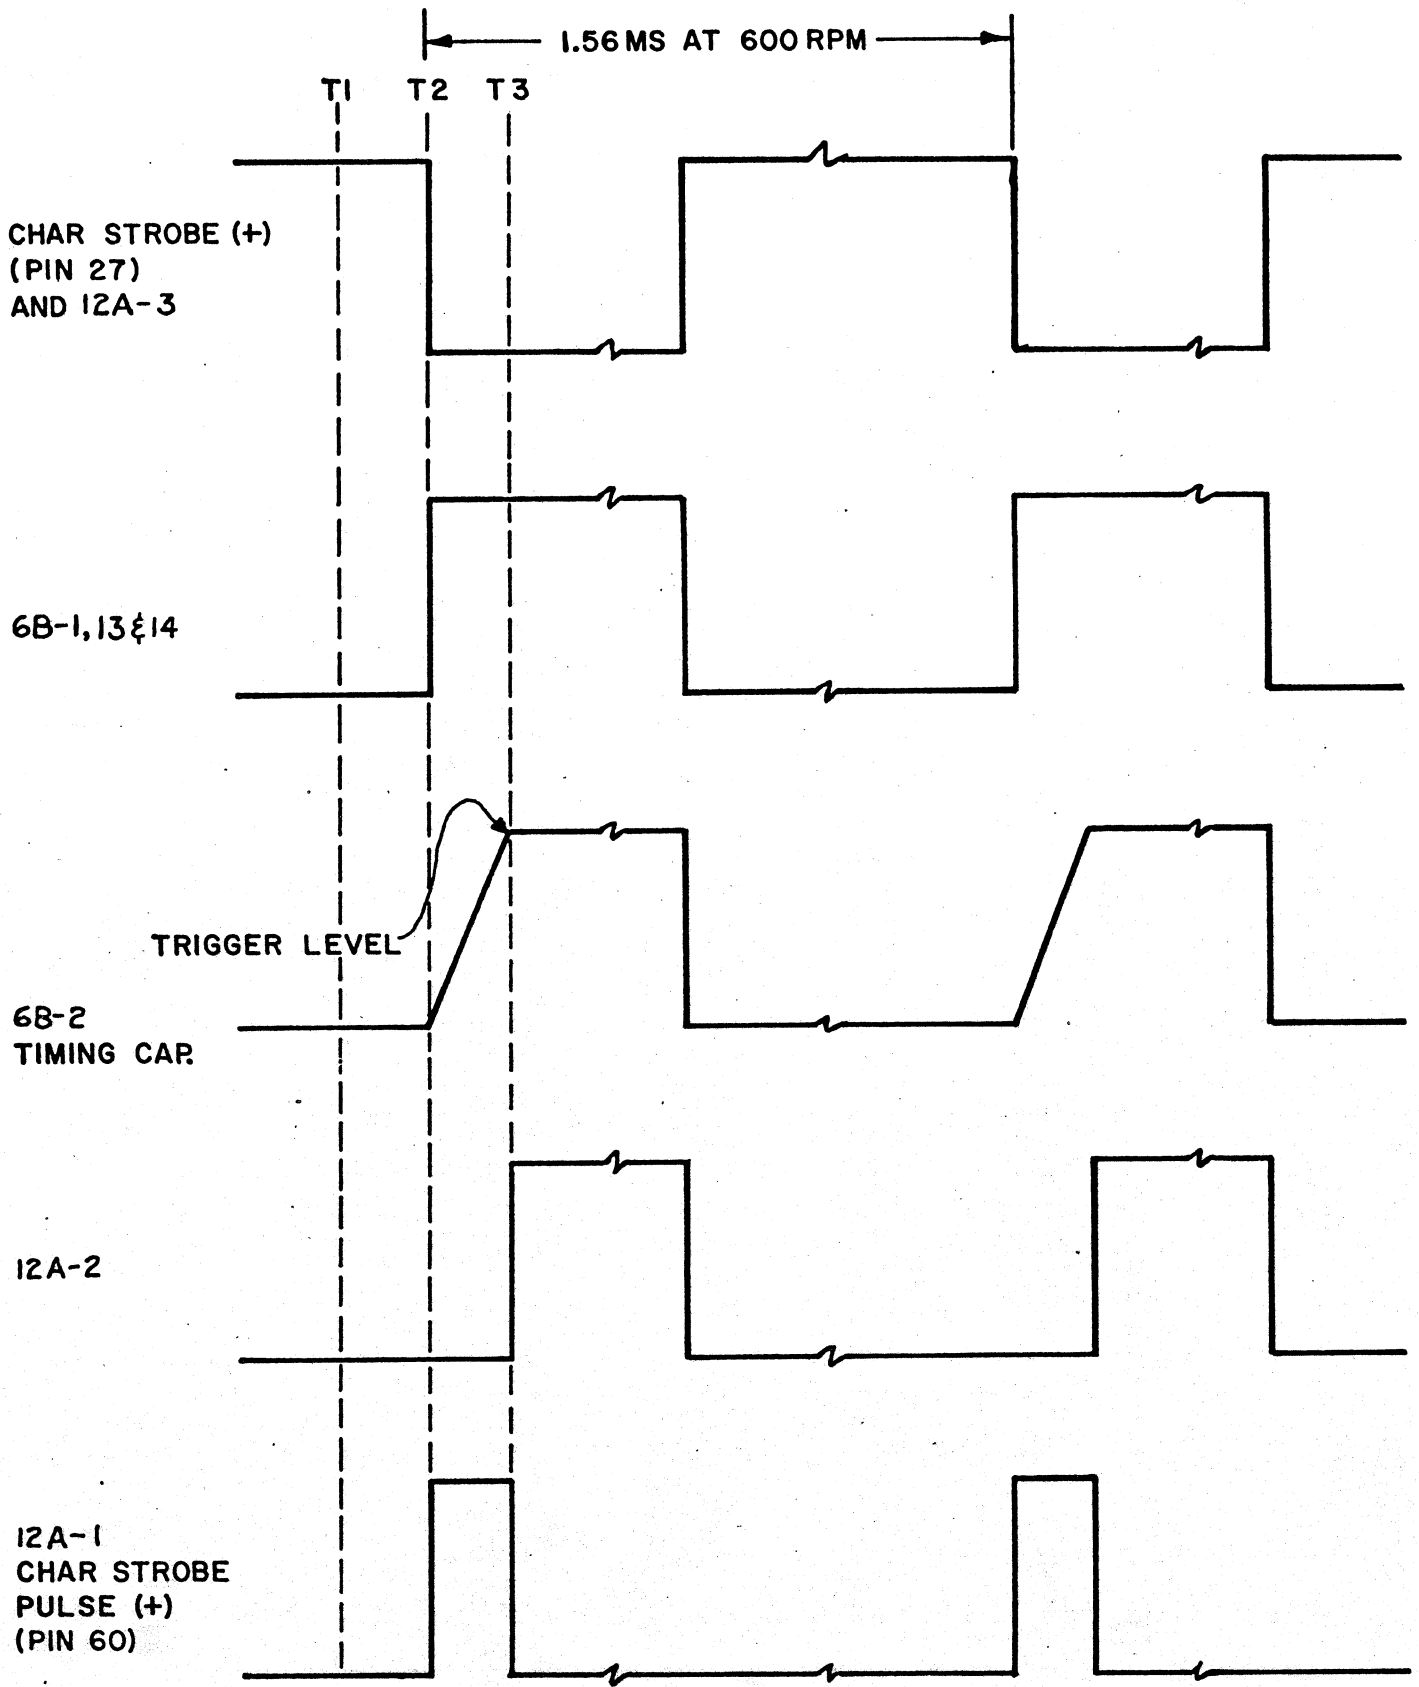 1.56 MS AT 600 RPM
T1 T2 T3
CHAR STROBE (+)
(PIN 27)
AND 12A-3
6B-1, 13 & 14
TRIGGER LEVEL
6B-2
TIMING CAP.
12A-2
12A-1
CHAR STROBE
PULSE (+)
(PIN 60)